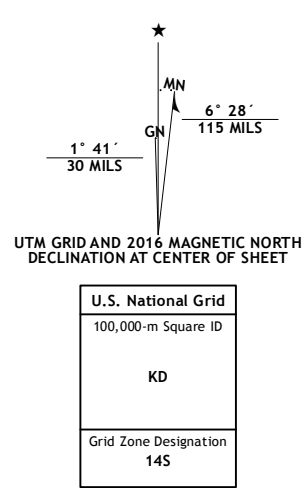 ★
MN
GN
6° 28´
115 MILS
1° 41´
30 MILS
UTM GRID AND 2016 MAGNETIC NORTH
DECLINATION AT CENTER OF SHEET
U.S. National Grid
100,000-m Square ID
KD
Grid Zone Designation
14S